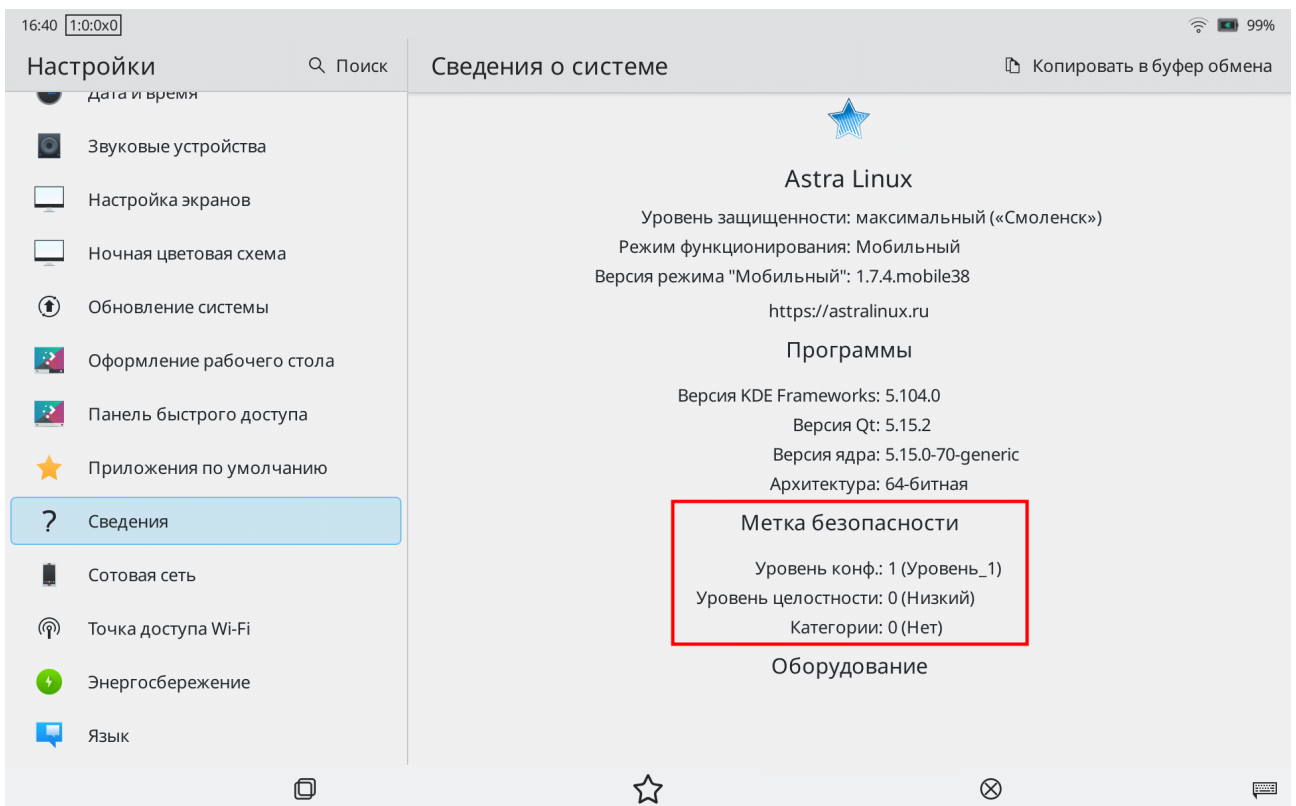 16:40 1:0:0x0 99%
Настройки Поиск
Дата и время
Звуковые устройства
Настройка экранов
Ночная цветовая схема
Обновление системы
Оформление рабочего стола
Панель быстрого доступа
Приложения по умолчанию
Сведения
Сотовая сеть
Точка доступа Wi-Fi
Энергосбережение
Язык
Сведения о системе Копировать в буфер обмена
Astra Linux
Уровень защищенности: максимальный («Смоленск»)
Режим функционирования: Мобильный
Версия режима "Мобильный": 1.7.4.mobile38
https://astralinux.ru
Программы
Версия KDE Frameworks: 5.104.0
Версия Qt: 5.15.2
Версия ядра: 5.15.0-70-generic
Архитектура: 64-битная
Метка безопасности
Уровень конф.: 1 (Уровень_1)
Уровень целостности: 0 (Низкий)
Категории: 0 (Нет)
Оборудование